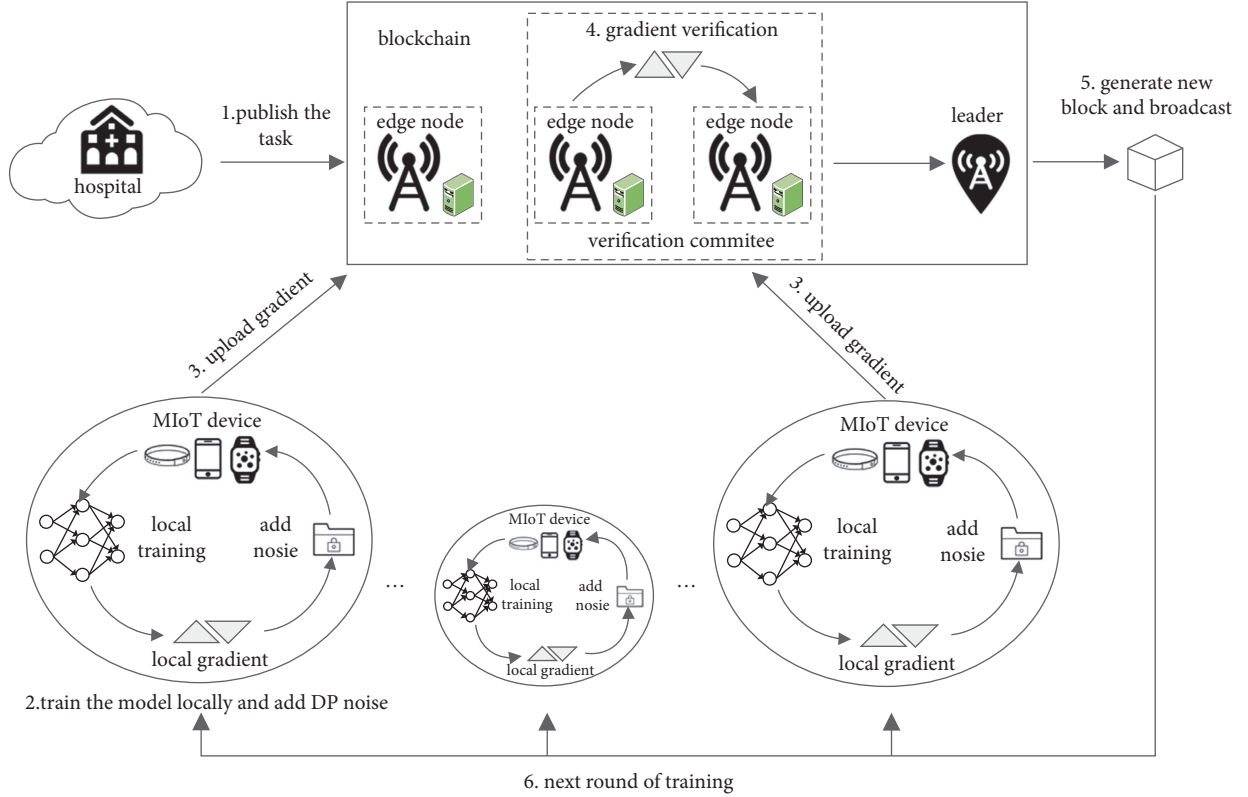 blockchain
4. gradient verification
5. generate new
block and broadcast
1.publish the
task
edge node
edge node
edge node
leader
hospital
verification commitee
3. upload gradient
3. upload gradient
MIoT device
local
training
add
nosie
local gradient
MIoT device
local
training
add
nosie
local gradient
MIoT device
local
training
add
nosie
local gradient
...
...
2.train the model locally and add DP noise
6. next round of training